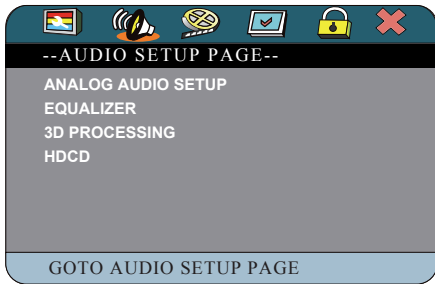 --AUDIO SETUP PAGE--
ANALOG AUDIO SETUP
EQUALIZER
3D PROCESSING
HDCD
GOTO AUDIO SETUP PAGE